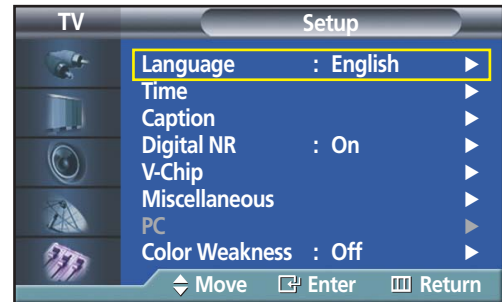 TV Setup
Language : English
Time
Caption
Digital NR : On
V-Chip
Miscellaneous
PC
Color Weakness : Off
Move Enter Return